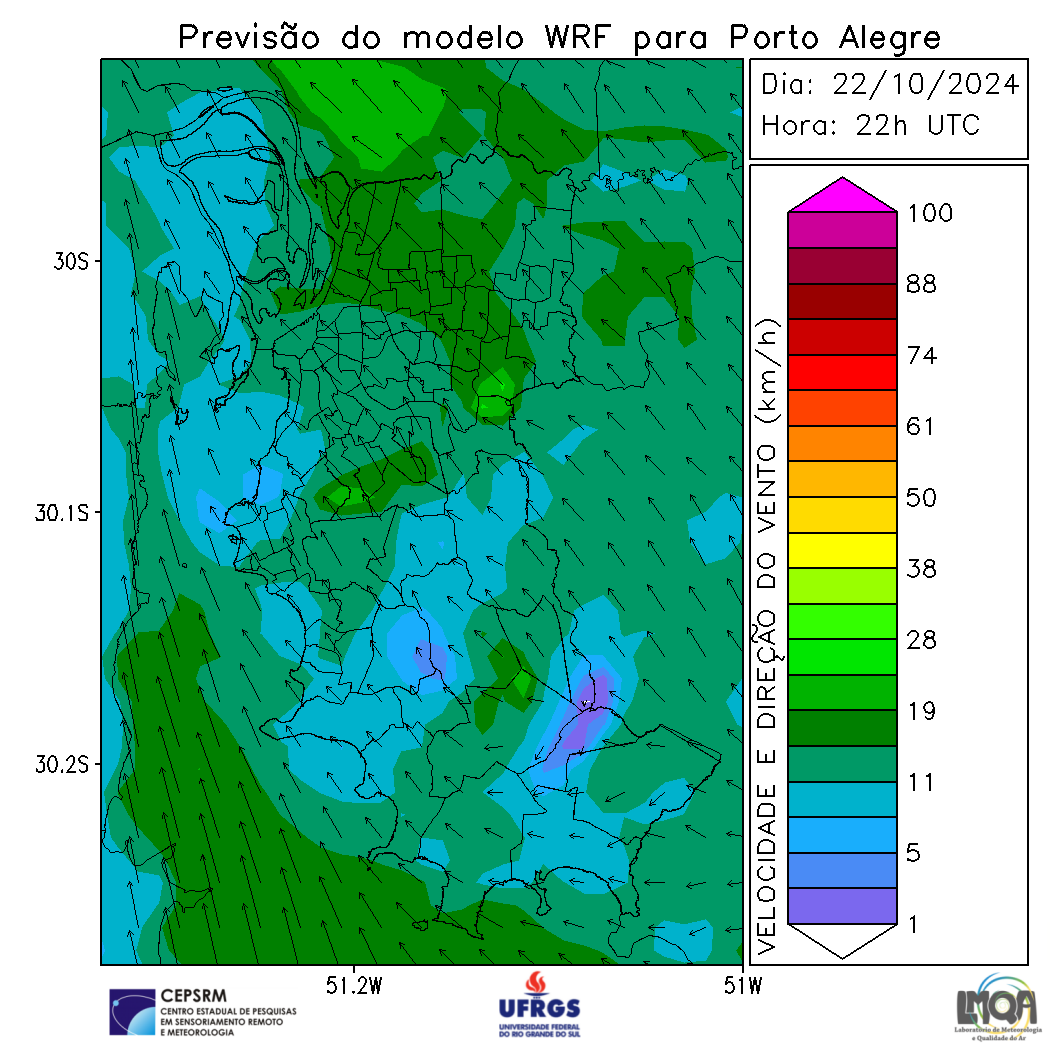 Previsão do modelo WRF para Porto Alegre
Dia: 22/10/2024
Hora: 22h UTC
30S
30.1S
30.2S
51.2W
51W
VELOCIDADE E DIREÇÃO DO VENTO (km/h)
100
88
74
61
50
38
28
19
11
5
1
CEPSRM
CENTRO ESTADUAL DE PESQUISAS
EM SENSORIAMENTO REMOTO
E METEOROLOGIA
UFRGS
UNIVERSIDADE FEDERAL
DO RIO GRANDE DO SUL
LMQA
Laboratório de Meteorologia
e Qualidade do Ar